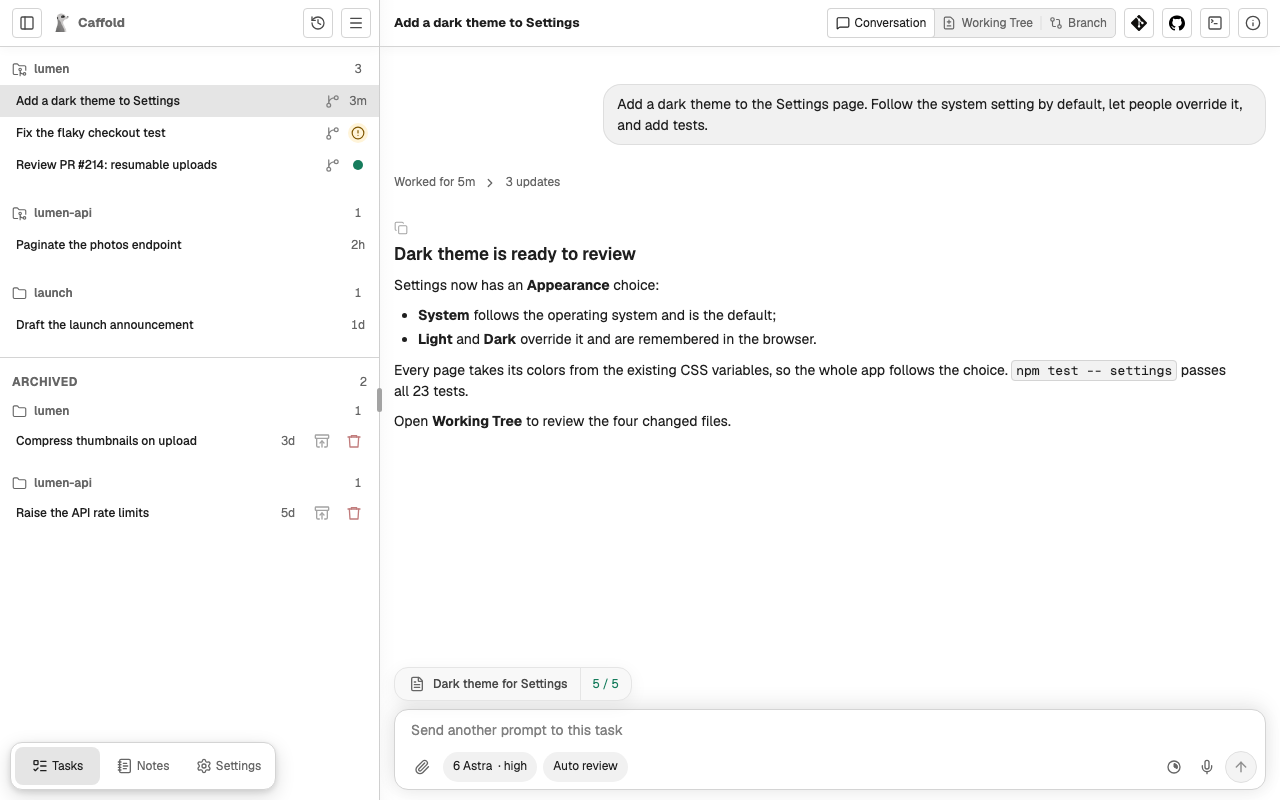 Caffold
lumen 3
Add a dark theme to Settings 3m
Fix the flaky checkout test
Review PR #214: resumable uploads
lumen-api 1
Paginate the photos endpoint 2h
launch 1
Draft the launch announcement 1d
ARCHIVED 2
lumen 1
Compress thumbnails on upload 3d
lumen-api 1
Raise the API rate limits 5d
Tasks Notes Settings
Add a dark theme to Settings
Conversation Working Tree Branch
Add a dark theme to the Settings page. Follow the system setting by default, let people override it,
and add tests.
Worked for 5m 3 updates
Dark theme is ready to review
Settings now has an Appearance choice:
• System follows the operating system and is the default;
• Light and Dark override it and are remembered in the browser.
Every page takes its colors from the existing CSS variables, so the whole app follows the choice. npm test -- settings passes
all 23 tests.
Open Working Tree to review the four changed files.
Dark theme for Settings 5 / 5
Send another prompt to this task
6 Astra · high Auto review